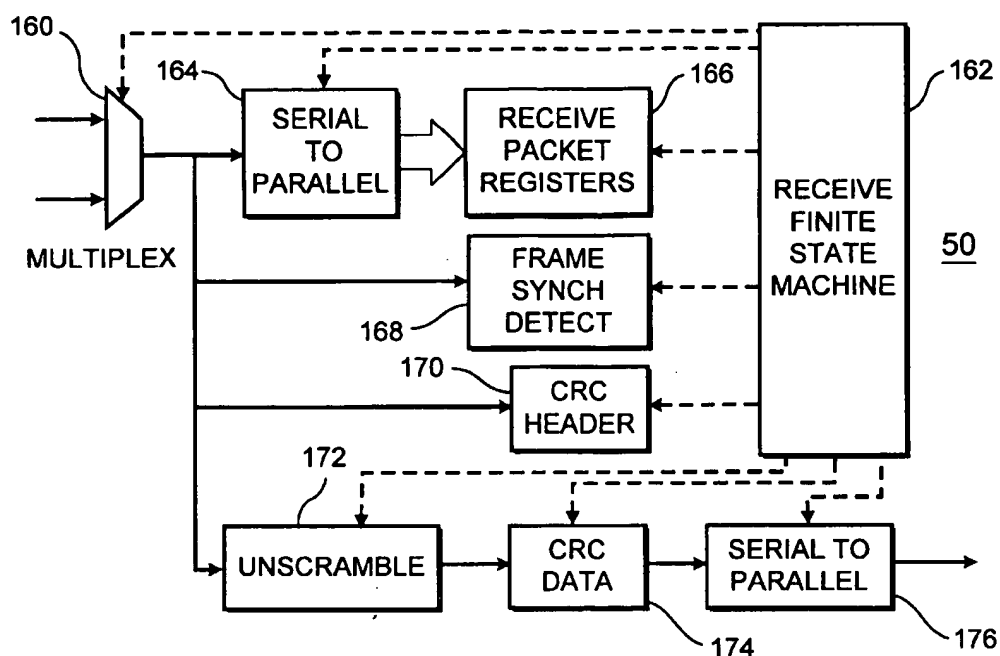 160
164
SERIAL
TO
PARALLEL
166
RECEIVE
PACKET
REGISTERS
162
RECEIVE
FINITE
STATE
MACHINE
50
MULTIPLEX
FRAME
SYNCH
DETECT
168
170
CRC
HEADER
172
UNSCRAMBLE
CRC
DATA
174
SERIAL TO
PARALLEL
176